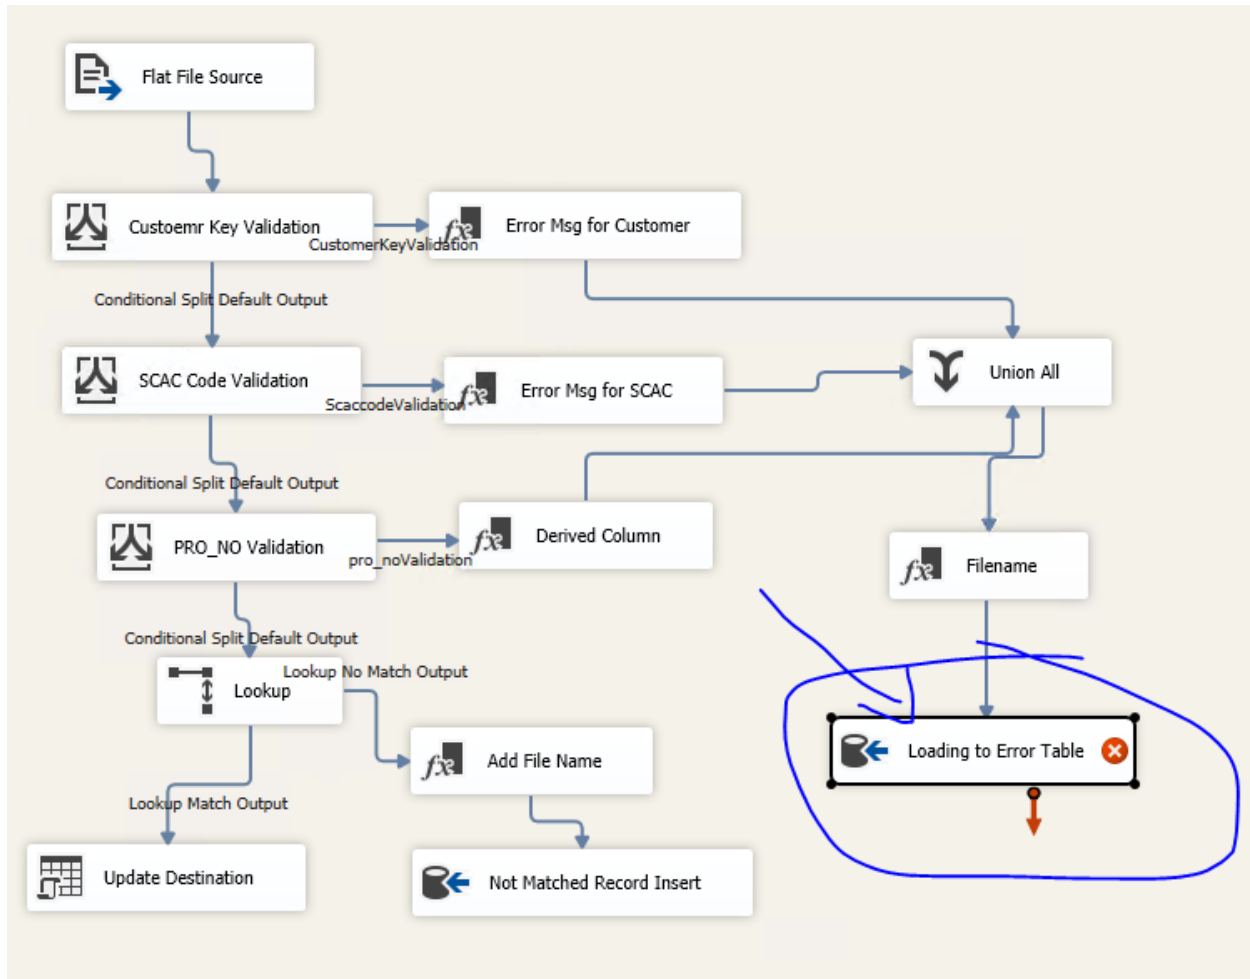 Flat File Source
Custoemr Key Validation
CustomerKeyValidation
Error Msg for Customer
Conditional Split Default Output
SCAC Code Validation
ScaccodeValidation
Error Msg for SCAC
Union All
Conditional Split Default Output
PRO_NO Validation
pro_noValidation
Derived Column
Filename
Conditional Split Default Output
Lookup
Lookup No Match Output
Add File Name
Loading to Error Table
Lookup Match Output
Update Destination
Not Matched Record Insert